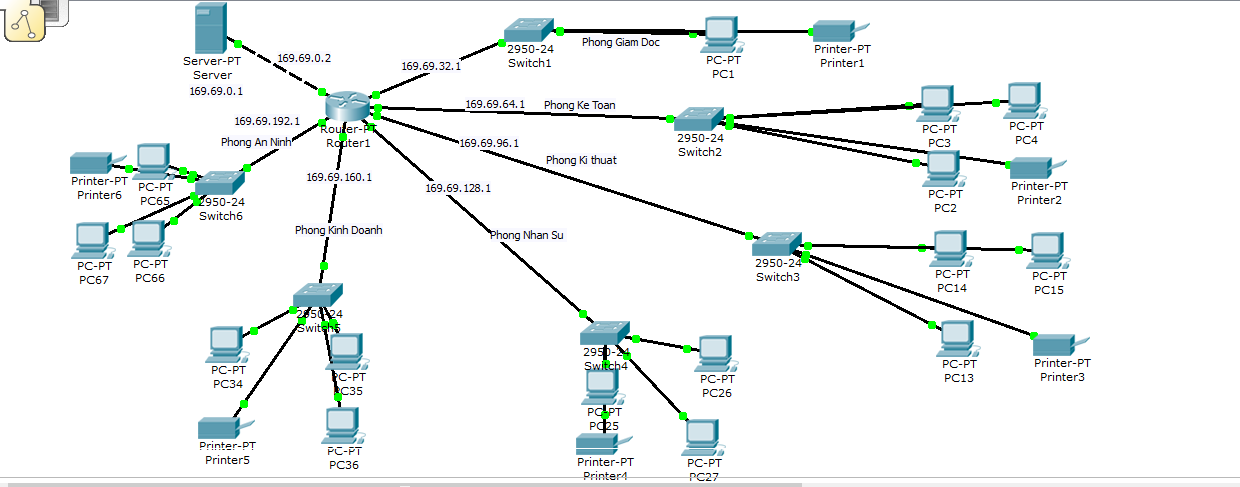 Server-PT
Server
169.69.0.1
169.69.0.2
169.69.32.1
2950-24
Switch1
Phong Giam Doc
PC-PT
PC1
Printer-PT
Printer1
Router-PT
Router1
169.69.64.1
Phong Ke Toan
2950-24
Switch2
PC-PT
PC3
PC-PT
PC4
PC-PT
PC2
Printer-PT
Printer2
169.69.192.1
Phong An Ninh
Printer-PT
Printer6
PC-PT
PC65
2950-24
Switch6
PC-PT
PC67
PC-PT
PC66
169.69.96.1
Phong Ki thuat
2950-24
Switch3
PC-PT
PC14
PC-PT
PC15
PC-PT
PC13
Printer-PT
Printer3
169.69.160.1
Phong Kinh Doanh
2950-24
Switch5
PC-PT
PC34
PC-PT
PC35
Printer-PT
Printer5
PC-PT
PC36
169.69.128.1
Phong Nhan Su
2950-24
Switch4
PC-PT
PC26
PC-PT
PC25
Printer-PT
Printer4
PC-PT
PC27